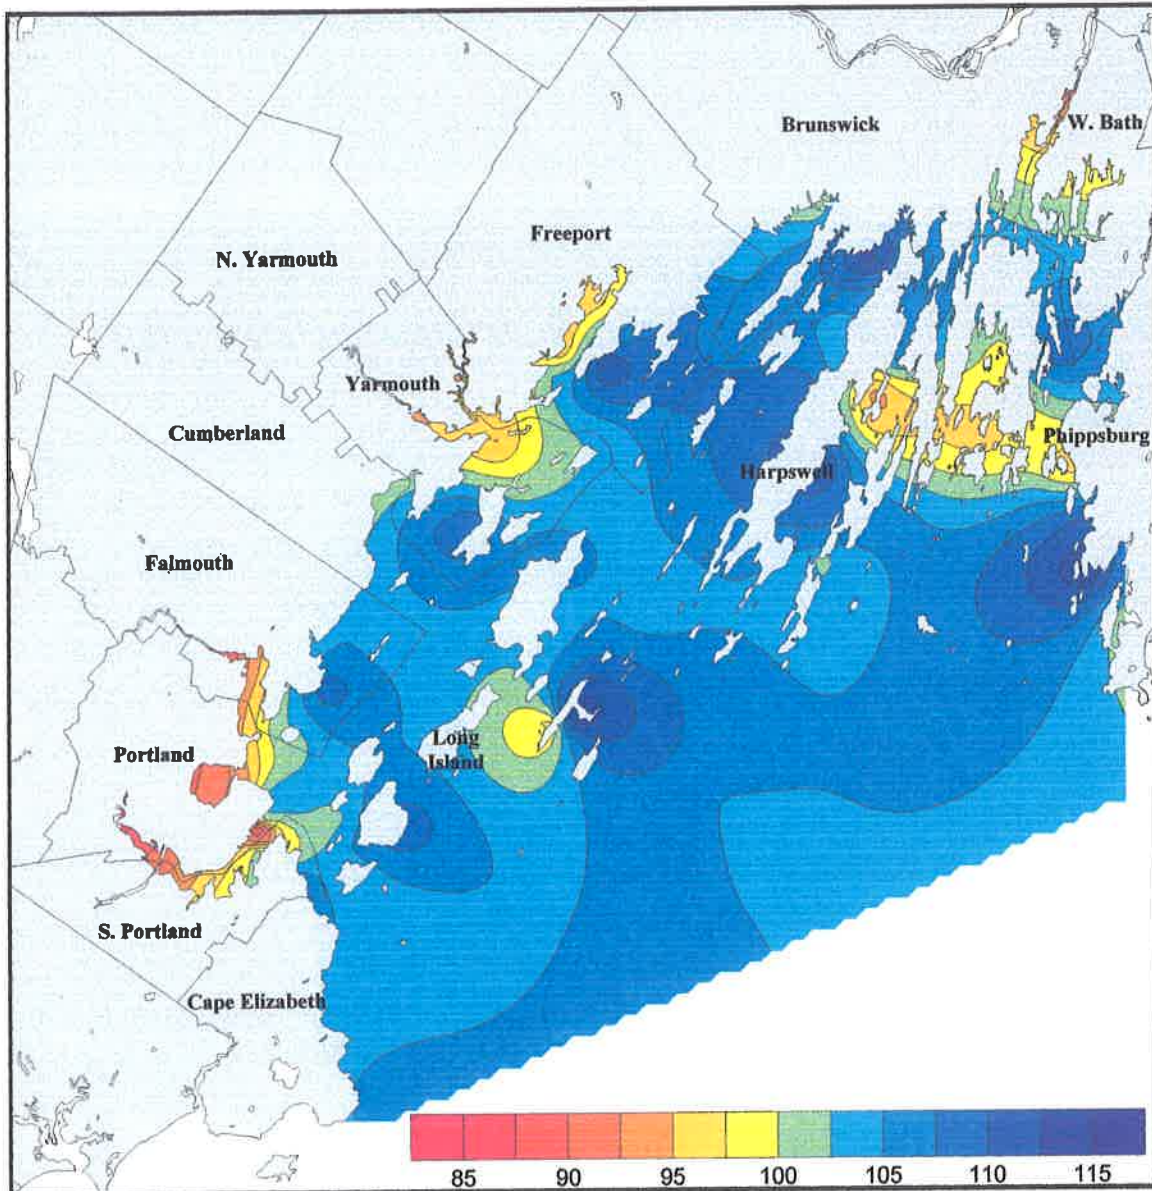 Brunswick
W. Bath
Freeport
N. Yarmouth
Yarmouth
Cumberland
Phippsburg
Harpswell
Falmouth
Long
Island
Portland
S. Portland
Cape Elizabeth
85 90 95 100 105 110 115